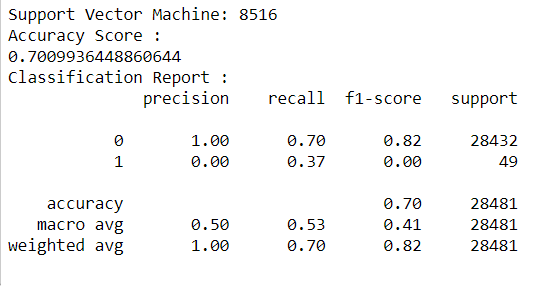 Support Vector Machine: 8516
Accuracy Score :
0.7009936448860644
Classification Report :
precision recall f1-score support
0 1.00 0.70 0.82 28432
1 0.00 0.37 0.00 49
accuracy 0.70 28481
macro avg 0.50 0.53 0.41 28481
weighted avg 1.00 0.70 0.82 28481